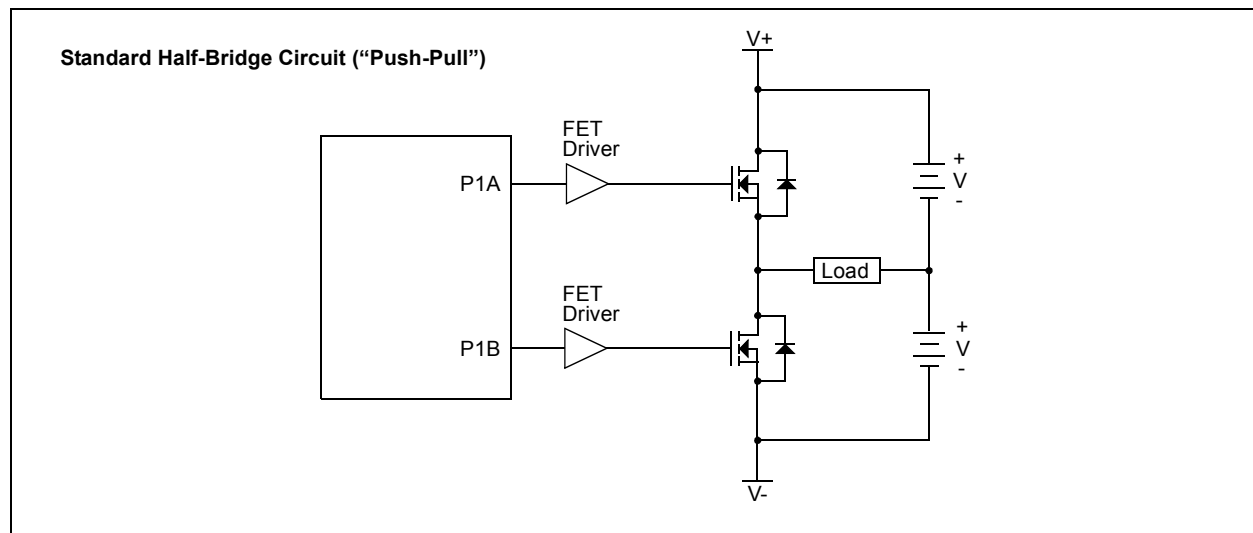 Standard Half-Bridge Circuit (“Push-Pull”)
V+
FET
Driver
P1A
+
V
-
Load
FET
Driver
P1B
+
V
-
V-